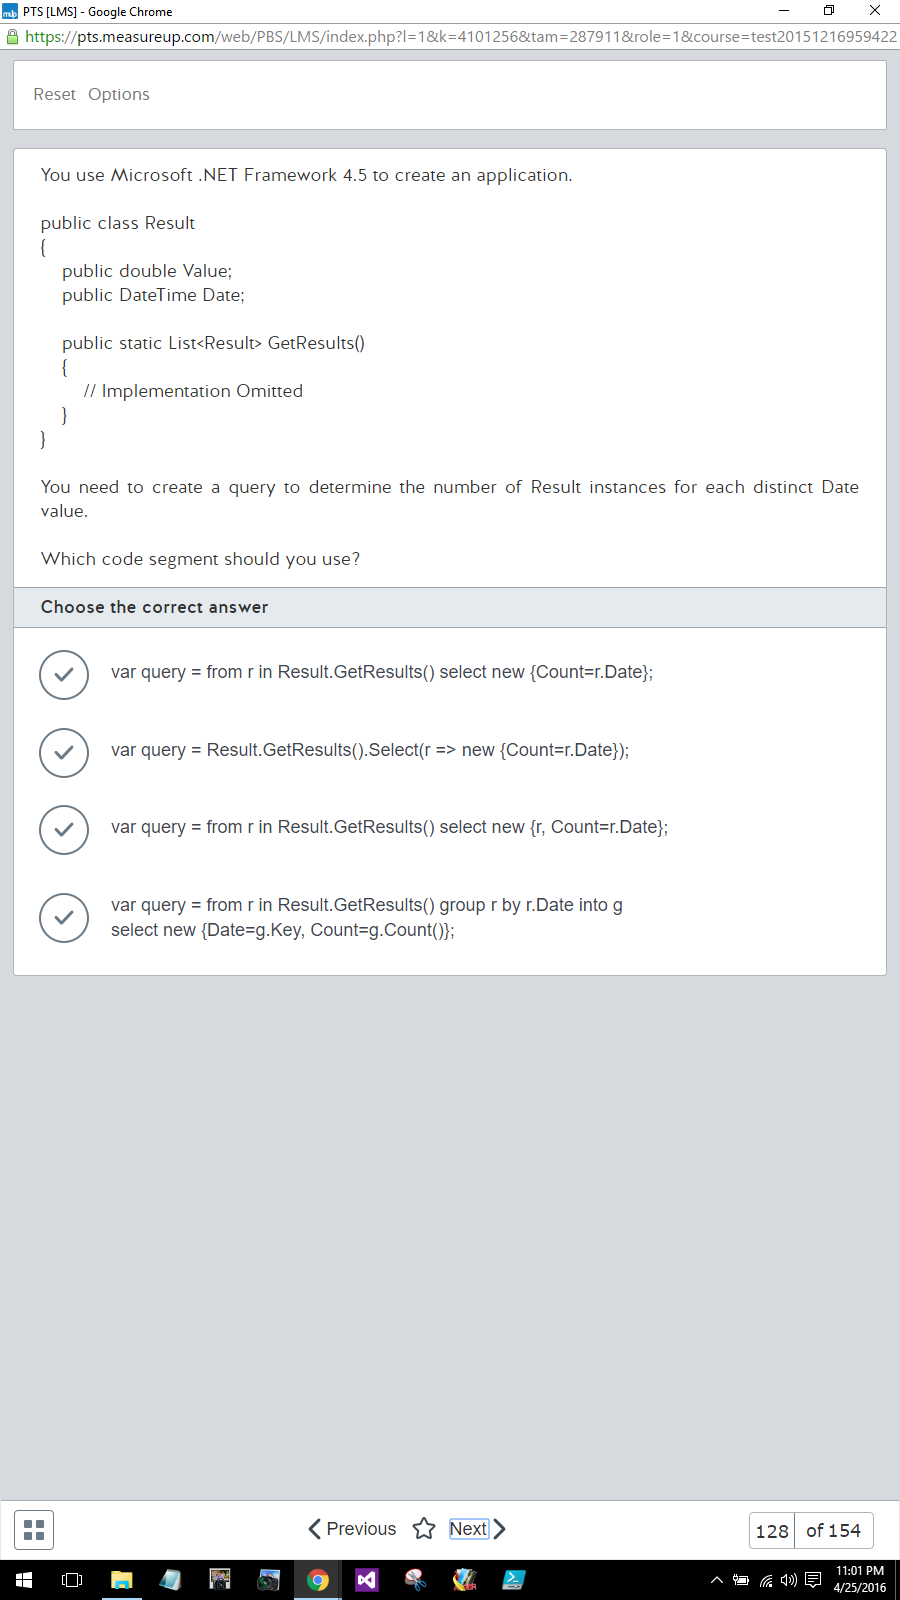 PTS [LMS] - Google Chrome
https://pts.measureup.com/web/PBS/LMS/index.php?l=1&k=4101256&tam=287911&role=1&course=test20151216959422
Reset Options
You use Microsoft .NET Framework 4.5 to create an application.
public class Result
{
public double Value;
public DateTime Date;
public static List<Result> GetResults()
{
// Implementation Omitted
}
}
You need to create a query to determine the number of Result instances for each distinct Date
value.
Which code segment should you use?
Choose the correct answer
var query = from r in Result.GetResults() select new {Count=r.Date};
var query = Result.GetResults().Select(r => new {Count=r.Date});
var query = from r in Result.GetResults() select new {r, Count=r.Date};
var query = from r in Result.GetResults() group r by r.Date into g
select new {Date=g.Key, Count=g.Count()};
Previous Next 128 of 154
11:01 PM
4/25/2016